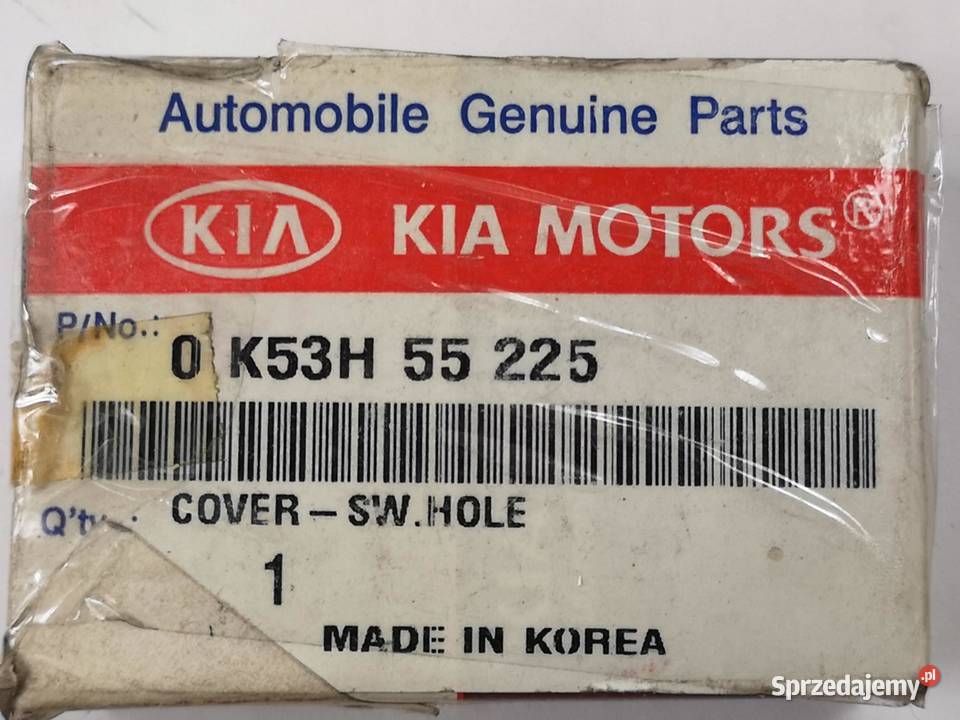 Automobile Genuine Parts
KIA KIA MOTORS®
P/No.: 0 K53H 55 225
COVER-SW.HOLE
Q'ty.: 1
MADE IN KOREA
Sprzedajemy.pl